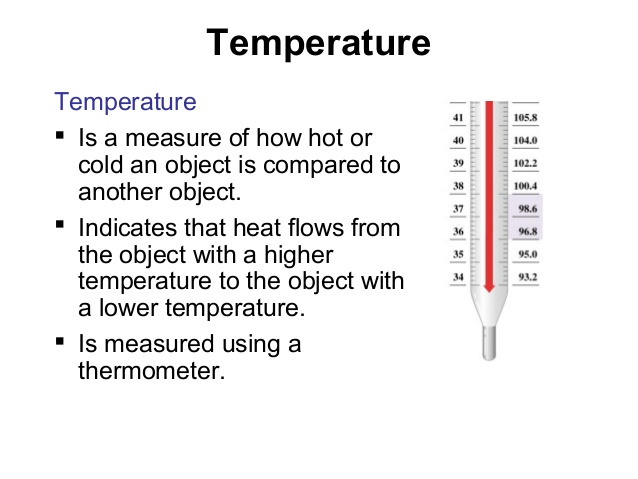 Temperature
Temperature
▪ Is a measure of how hot or
cold an object is compared to
another object.
▪ Indicates that heat flows from
the object with a higher
temperature to the object with
a lower temperature.
▪ Is measured using a
thermometer.
41 105.8
40 104.0
39 102.2
38 100.4
37 98.6
36 96.8
35 95.0
34 93.2